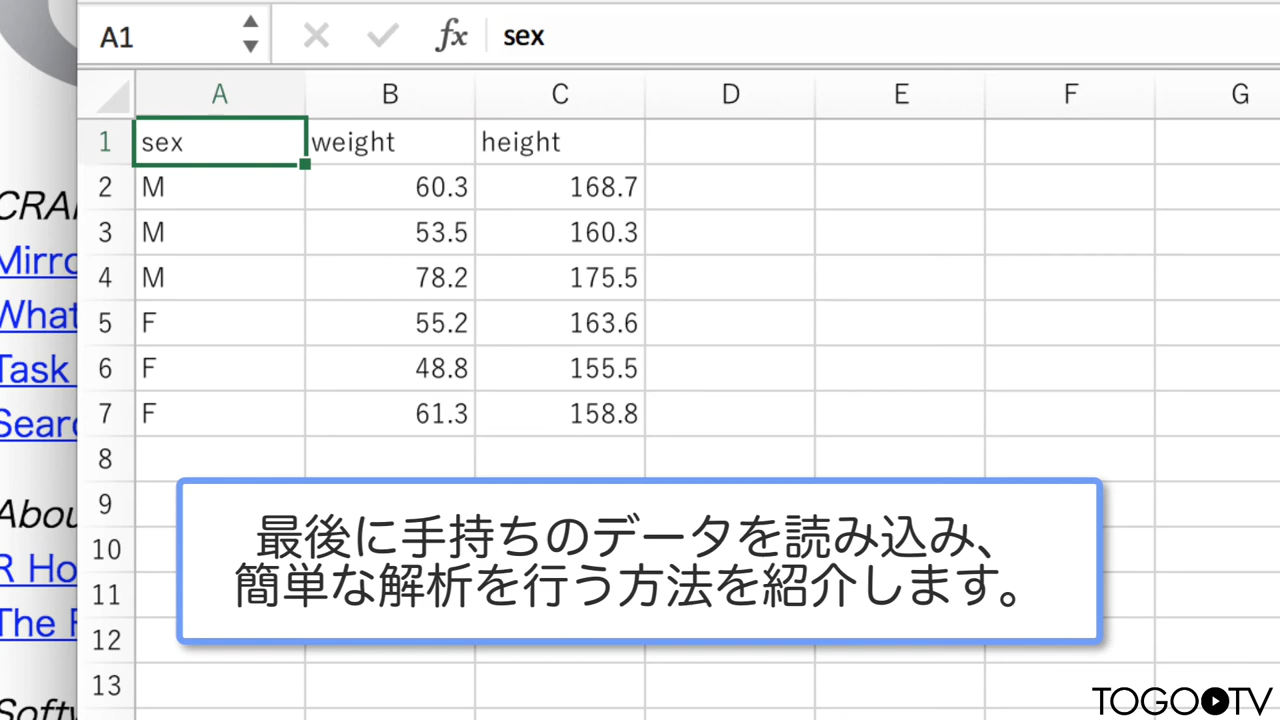 A1 fx sex
A B C D E F G
1 sex weight height
2 M 60.3 168.7
3 M 53.5 160.3
4 M 78.2 175.5
5 F 55.2 163.6
6 F 48.8 155.5
7 F 61.3 158.8
8
9
10
11
12
13
最後に手持ちのデータを読み込み、
簡単な解析を行う方法を紹介します。
What
Task
R
The
TOGOTV